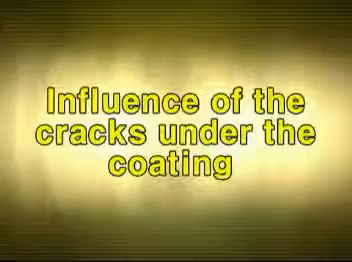 Influence of the
cracks under the
coating